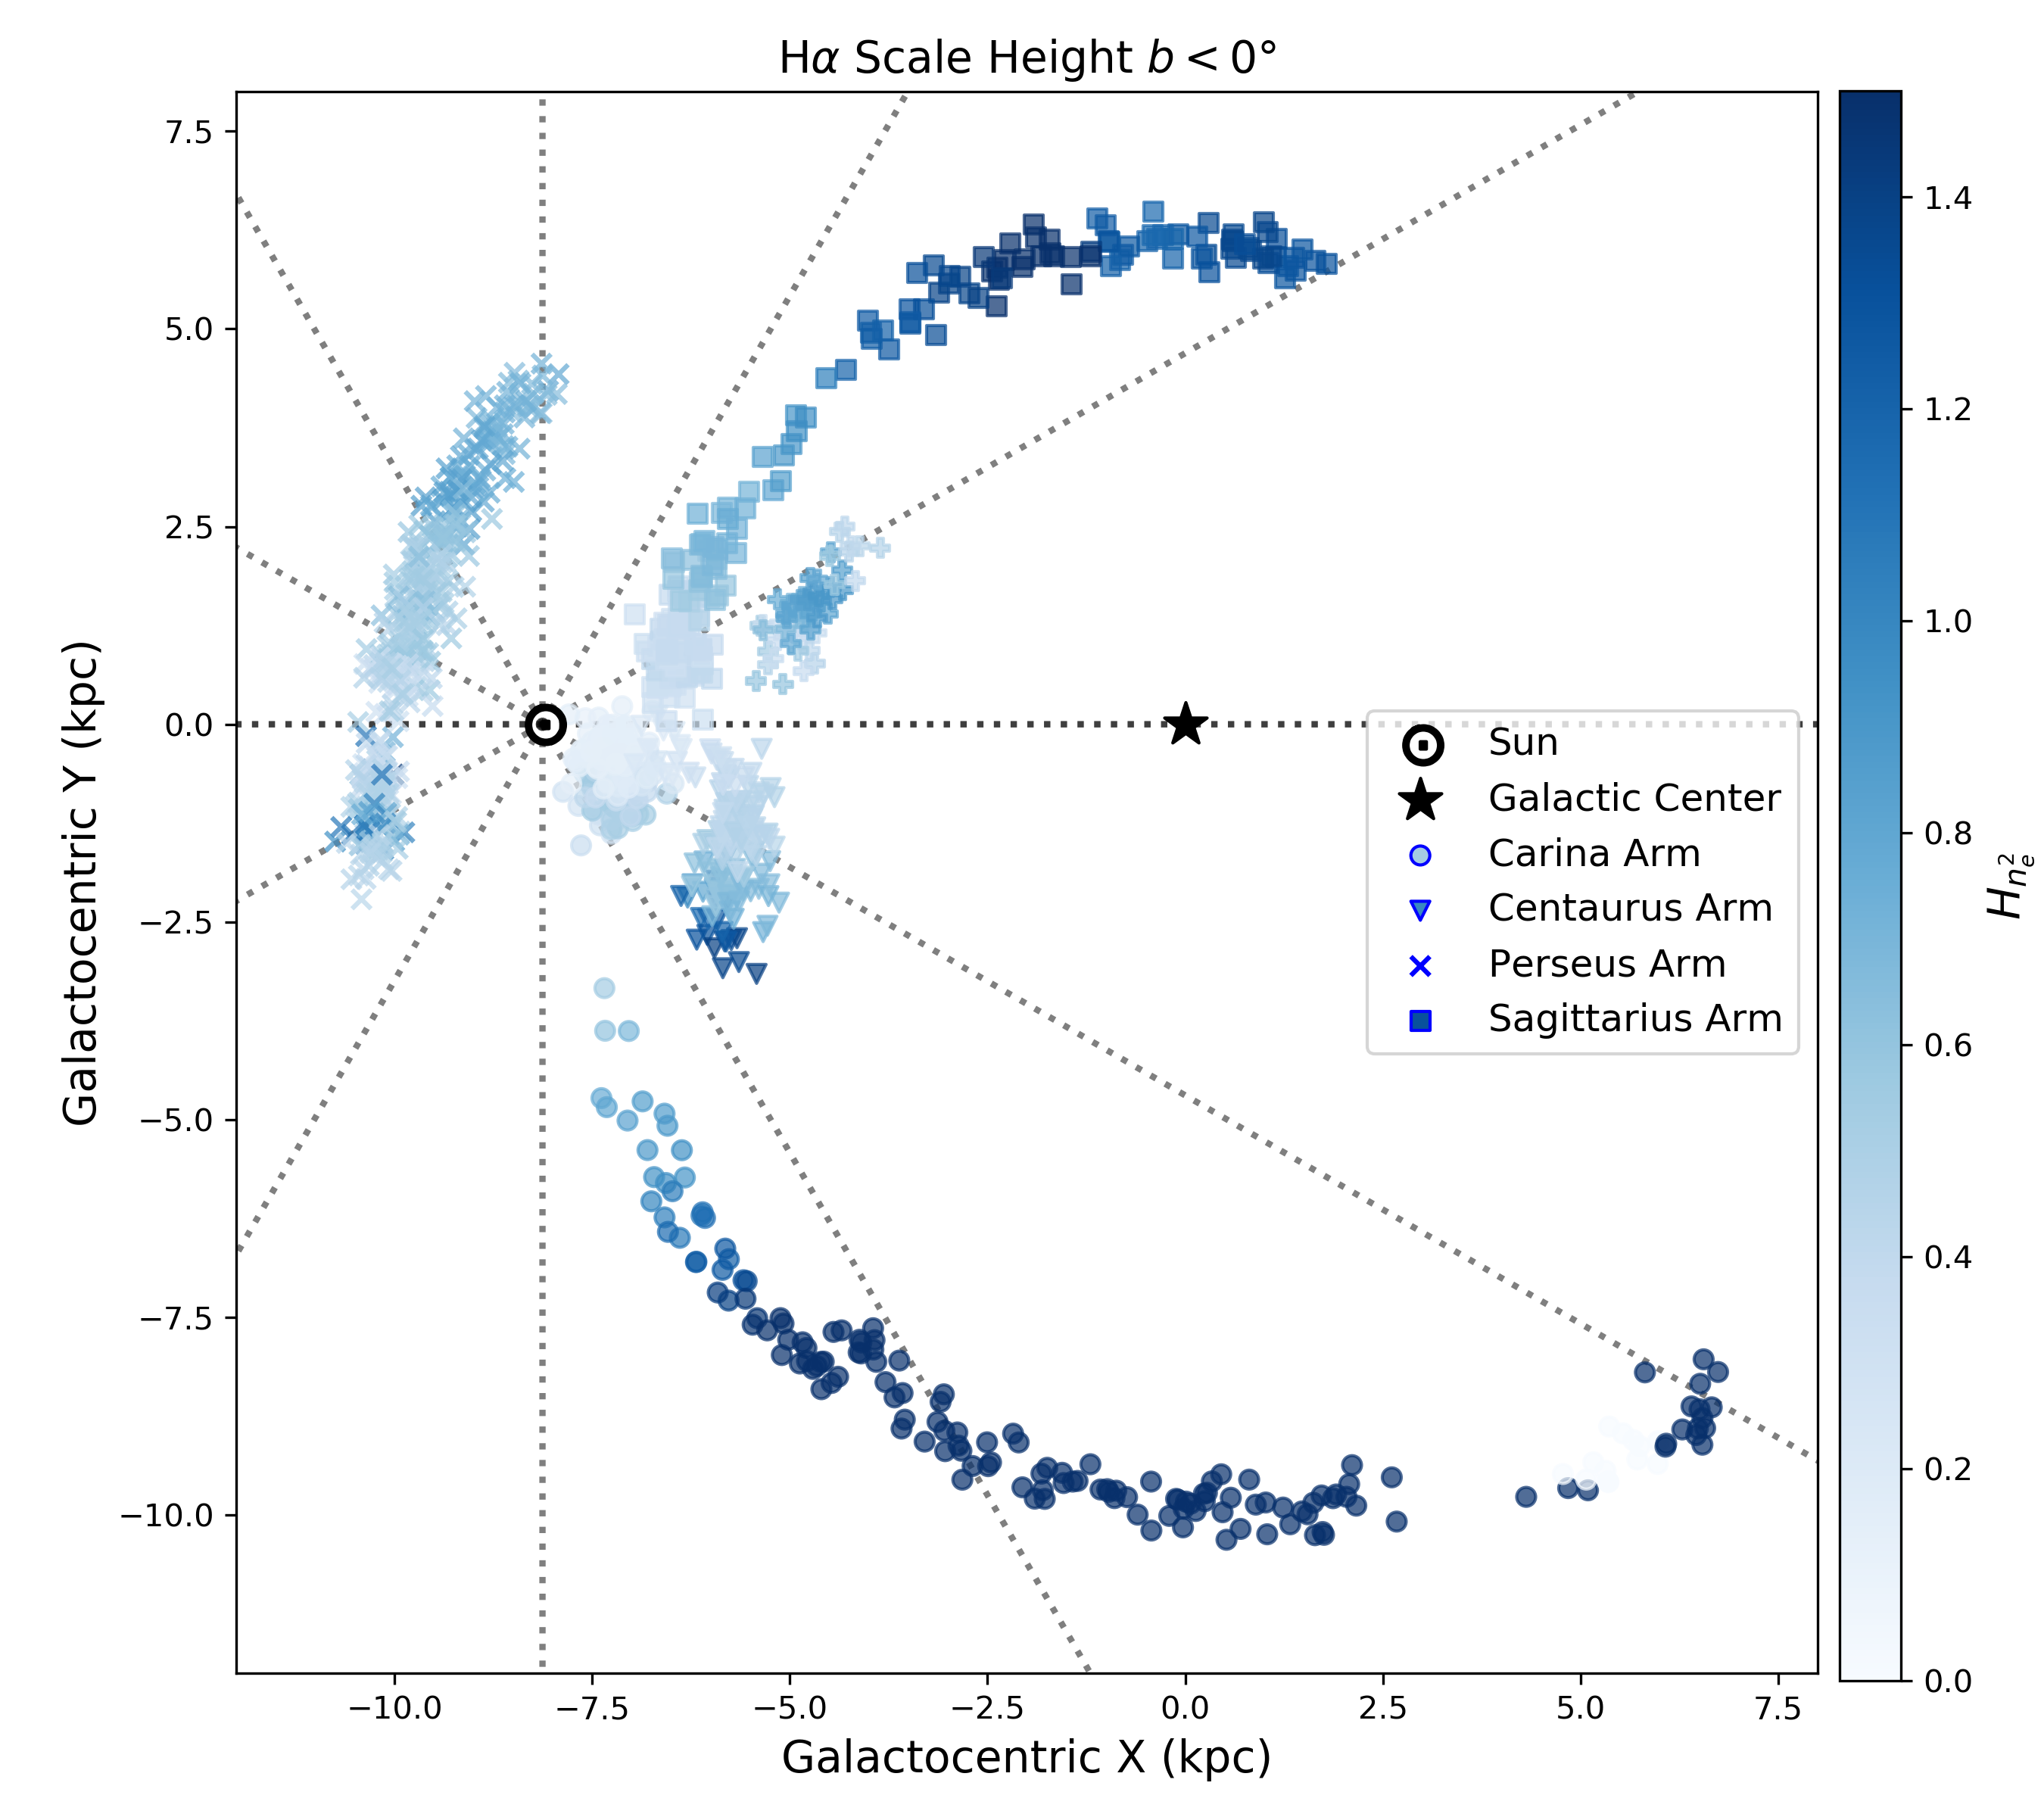 Hα Scale Height b < 0°
Galactocentric Y (kpc)
7.5
5.0
2.5
0.0
−2.5
−5.0
−7.5
−10.0
−10.0 −7.5 −5.0 −2.5 0.0 2.5 5.0 7.5
Galactocentric X (kpc)
Sun
Galactic Center
Carina Arm
Centaurus Arm
Perseus Arm
Sagittarius Arm
1.4
1.2
1.0
0.8
0.6
0.4
0.2
0.0
H_{n_e^2}